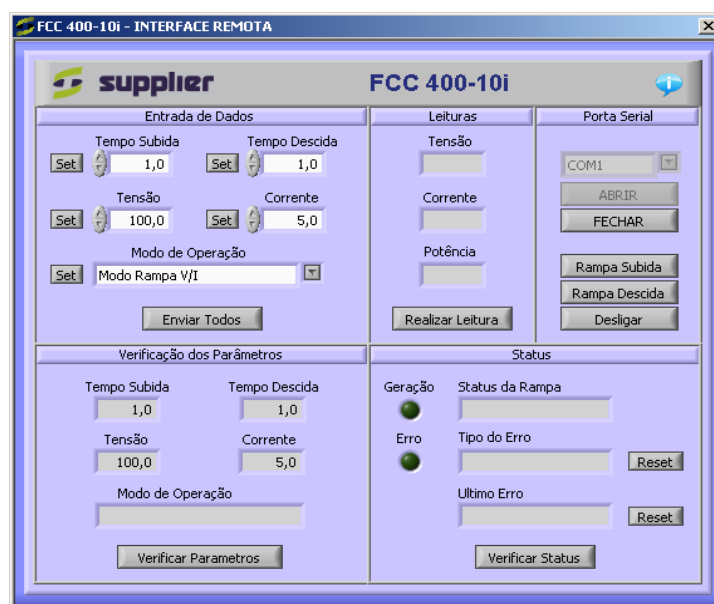 FCC 400-10i - INTERFACE REMOTA
supplier FCC 400-10i
Entrada de Dados
Tempo Subida Tempo Descida
Set 1,0 Set 1,0
Tensão Corrente
Set 100,0 Set 5,0
Modo de Operação
Set Modo Rampa V/I
Enviar Todos
Leituras
Tensão
Corrente
Potência
Realizar Leitura
Porta Serial
COM1
ABRIR
FECHAR
Rampa Subida
Rampa Descida
Desligar
Verificação dos Parâmetros
Tempo Subida Tempo Descida
1,0 1,0
Tensão Corrente
100,0 5,0
Modo de Operação
Verificar Parametros
Status
Geração Status da Rampa
Erro Tipo do Erro
Reset
Ultimo Erro
Reset
Verificar Status